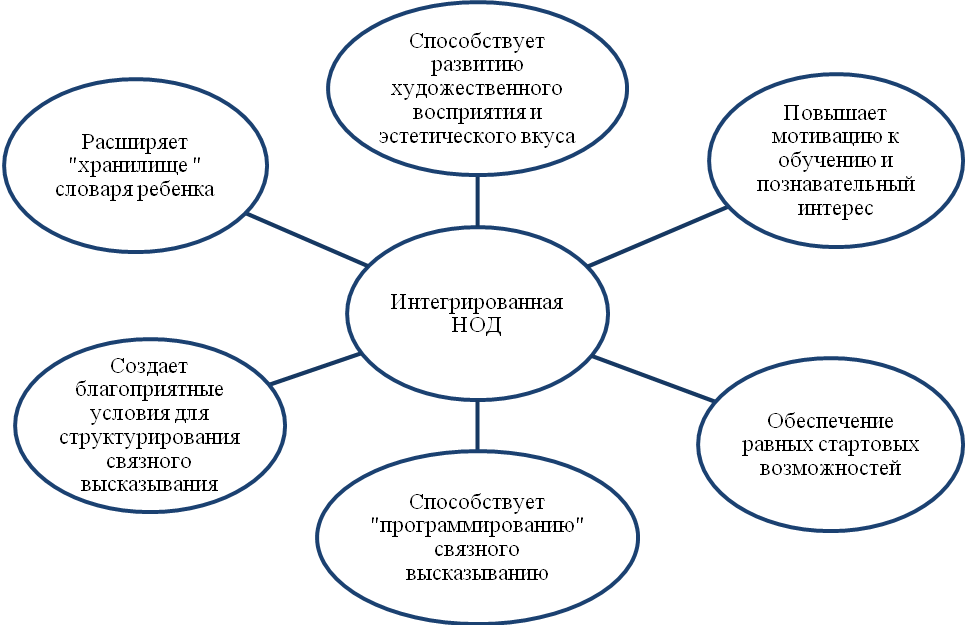 Способствует
развитию
художественного
восприятия и
эстетического вкуса
Повышает
мотивацию к
обучению и
познавательный
интерес
Расширяет
"хранилище "
словаря ребенка
Интегрированная
НОД
Создает
благоприятные
условия для
структурирования
связного
высказывания
Обеспечение
равных стартовых
возможностей
Способствует
"программированию"
связного
высказыванию